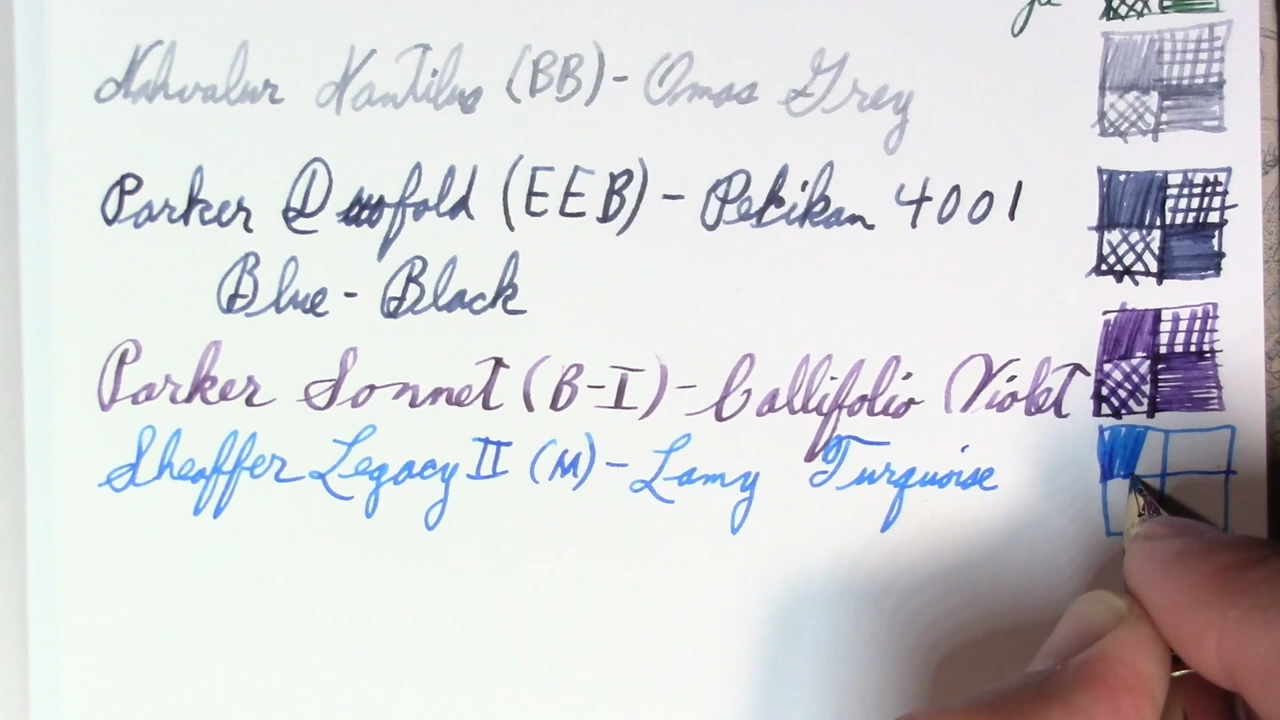 Nahvalur Nautilus (BB) - Omas Grey
Parker Duofold (EEB) - Pelikan 4001
Blue-Black
Parker Sonnet (B-I) - Callifolio Violet
Sheaffer Legacy II (M) - Lamy Turquoise